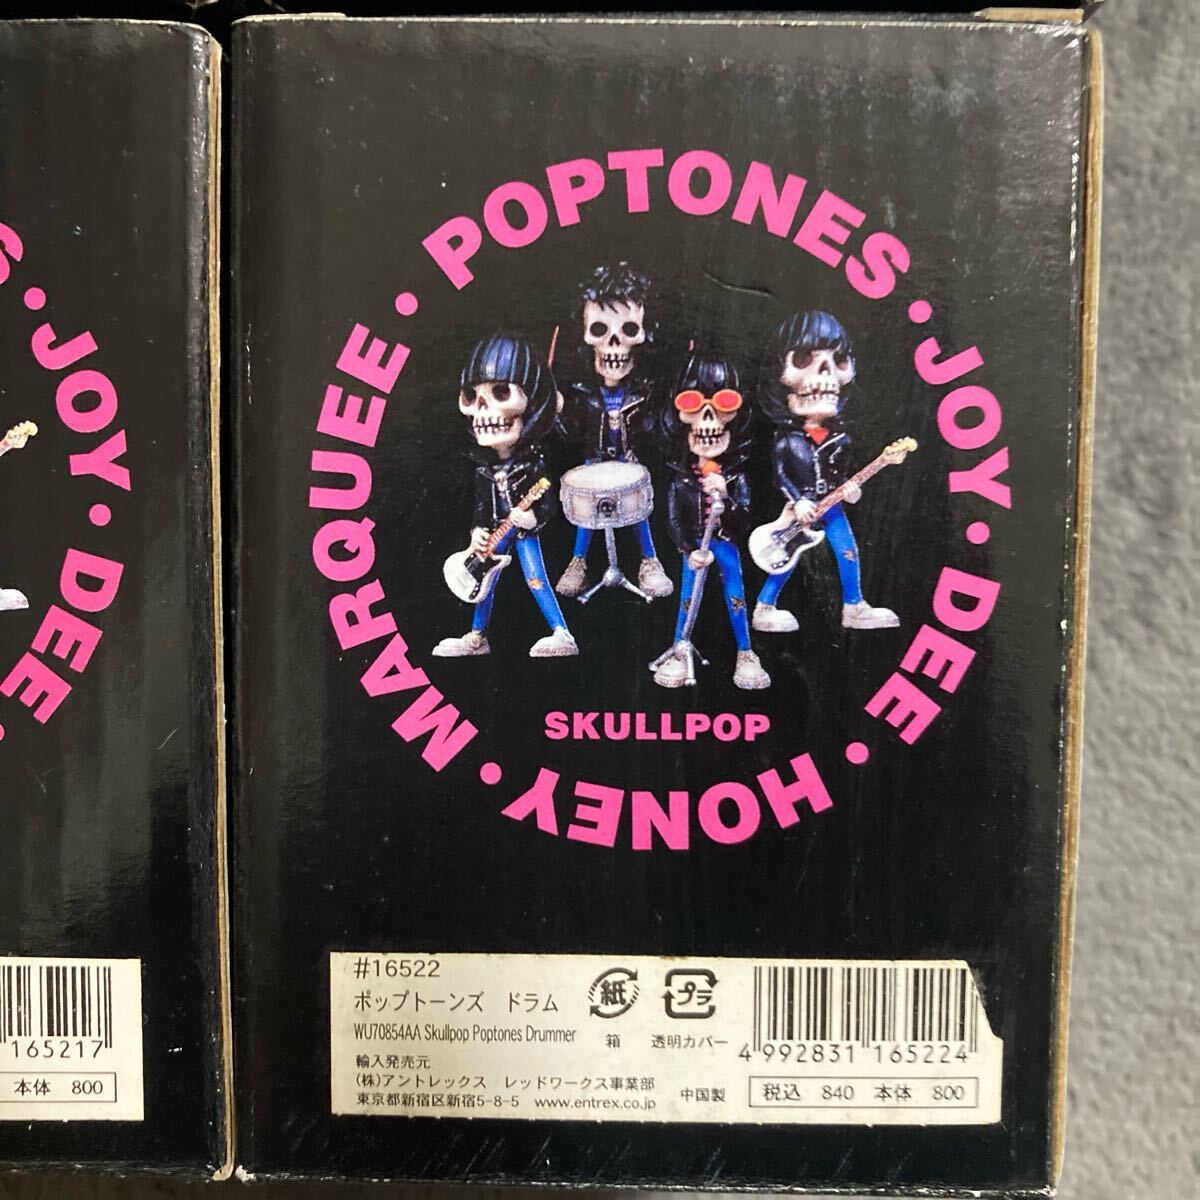 S・JOY・DEE・
165217
本体 800
POPTONES・JOY・DEE・HONEY・MARQUEE・
SKULLPOP
#16522
ポップトーンズ ドラム
WU70854AA Skullpop Poptones Drummer
紙
箱
プラ
透明カバー
4 992831 165224
輸入発売元
(株)アントレックス レッドワークス事業部
東京都新宿区新宿5-8-5 www.entrex.co.jp
中国製
税込 840 本体 800